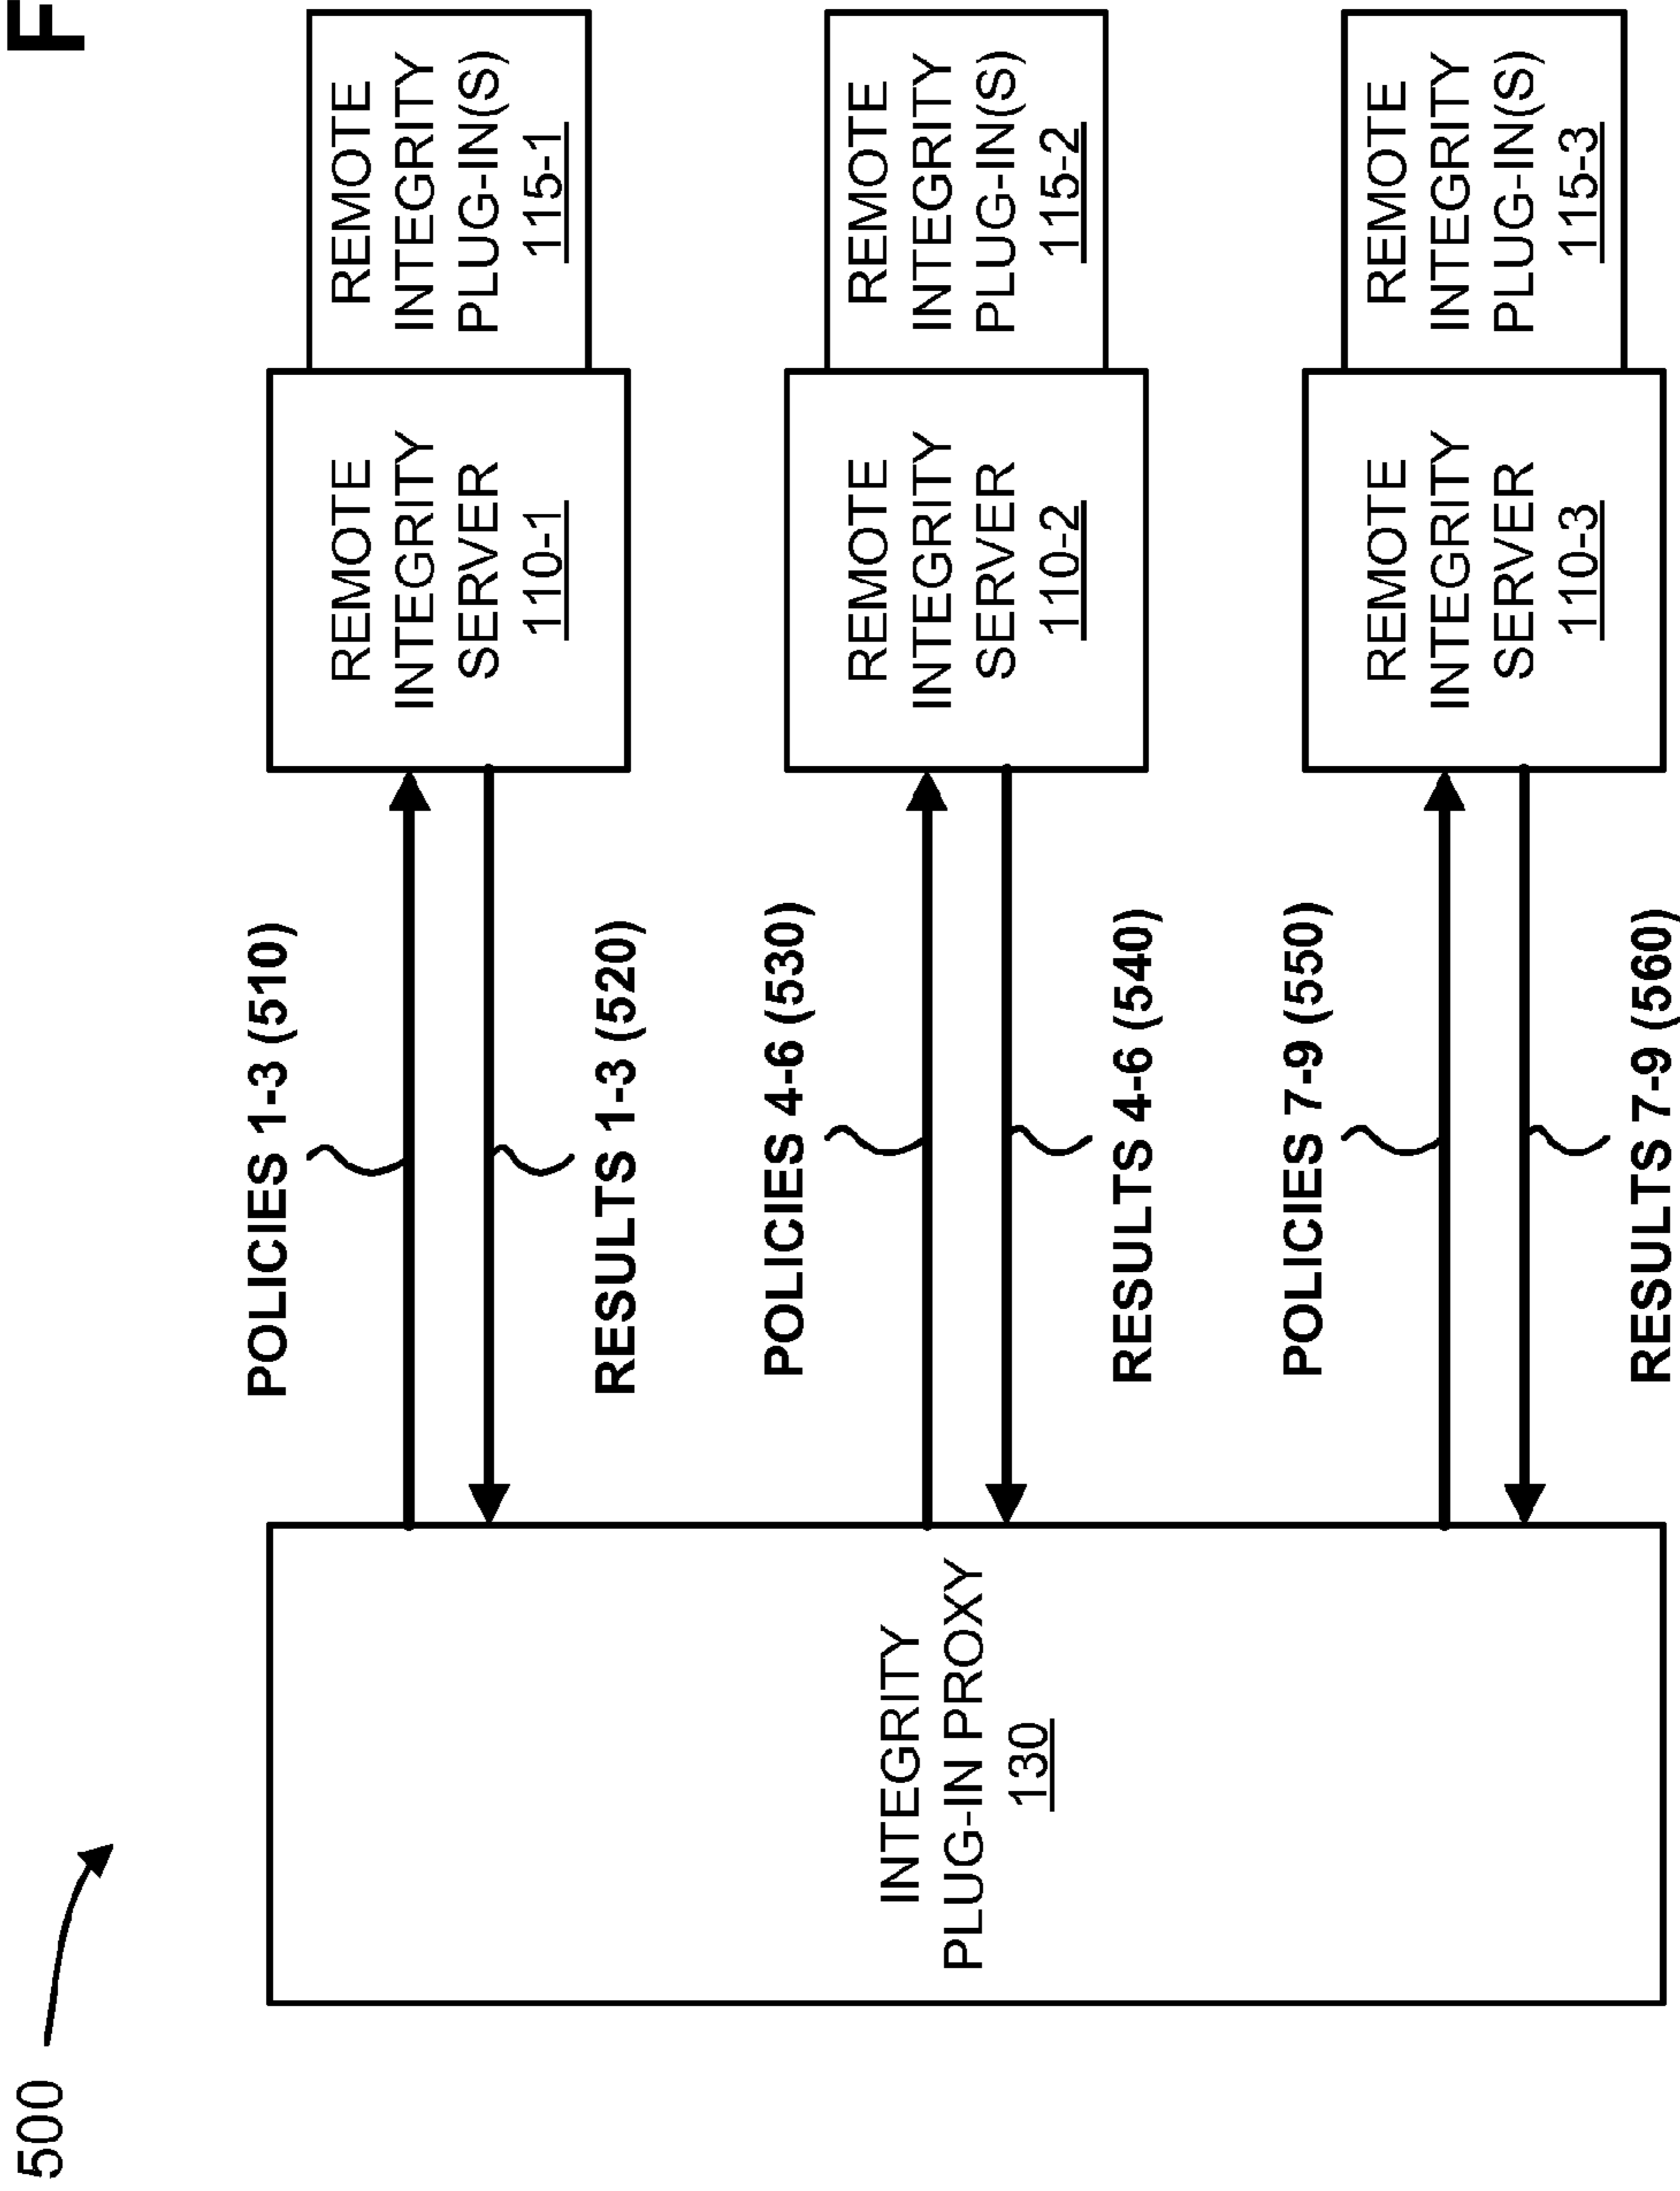 F
500
INTEGRITY
PLUG-IN PROXY
130
POLICIES 1-3 (510)
RESULTS 1-3 (520)
REMOTE
INTEGRITY
SERVER
110-1
REMOTE
INTEGRITY
PLUG-IN(S)
115-1
POLICIES 4-6 (530)
RESULTS 4-6 (540)
REMOTE
INTEGRITY
SERVER
110-2
REMOTE
INTEGRITY
PLUG-IN(S)
115-2
POLICIES 7-9 (550)
RESULTS 7-9 (560)
REMOTE
INTEGRITY
SERVER
110-3
REMOTE
INTEGRITY
PLUG-IN(S)
115-3